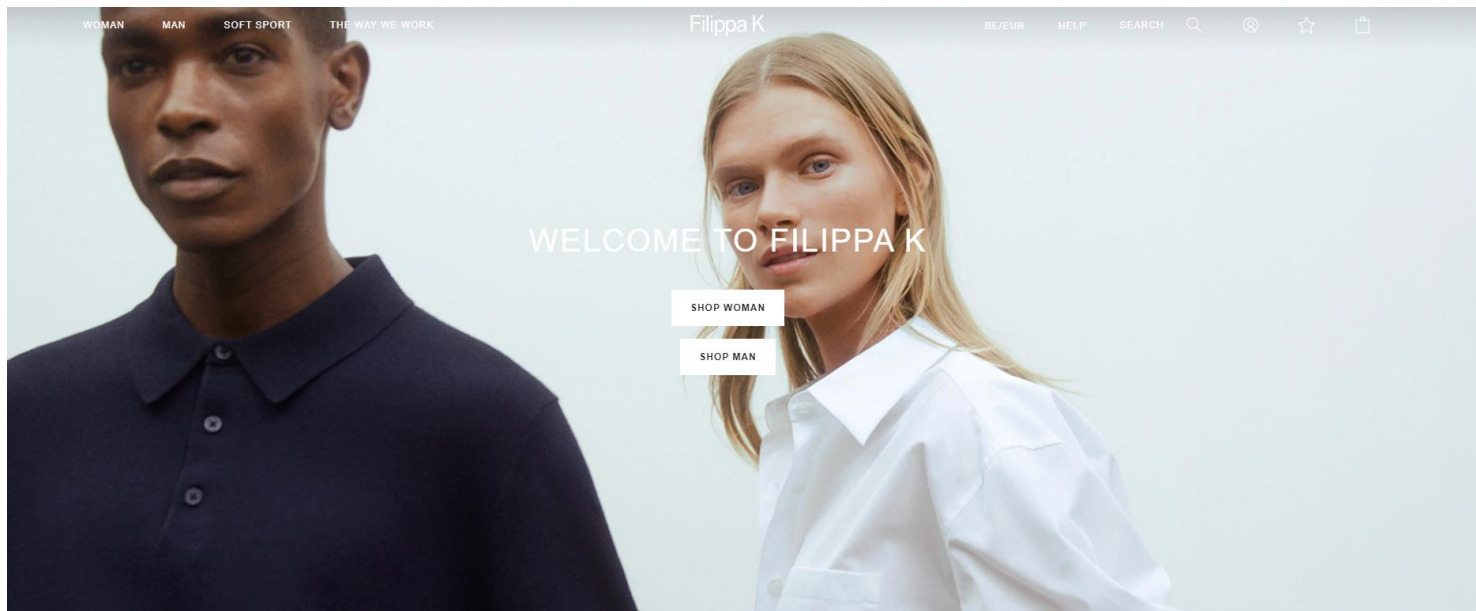 WOMAN MAN SOFT SPORT THE WAY WE WORK Filippa K BE/EUR HELP SEARCH
WELCOME TO FILIPPA K
SHOP WOMAN
SHOP MAN